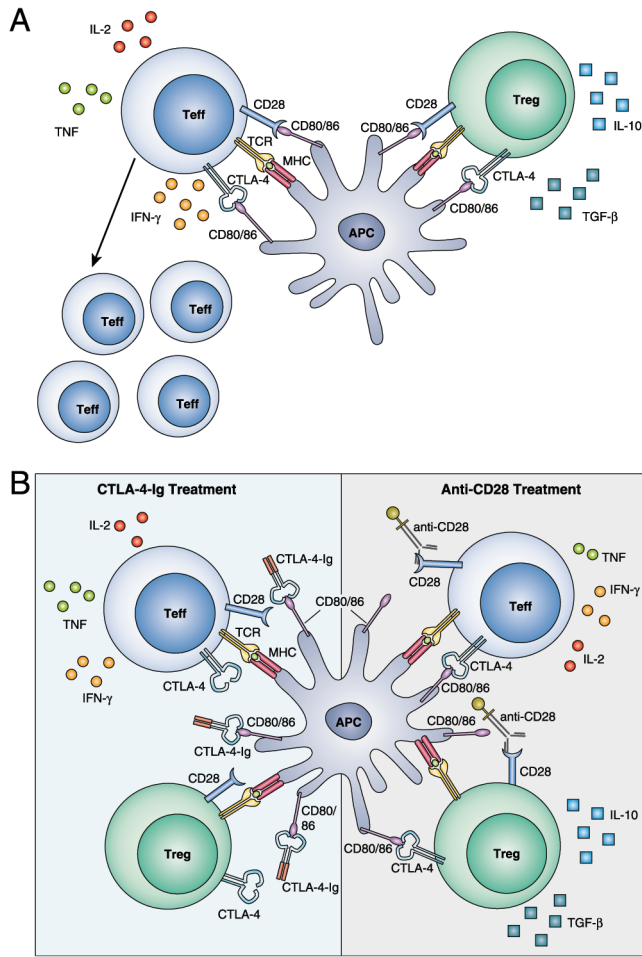 A
IL-2
TNF
Teff
CD28
CD80/86
TCR
MHC
CTLA-4
IFN-γ
CD80/86
APC
CD28
CD80/86
Treg
IL-10
CTLA-4
CD80/86
TGF-β
Teff
Teff
Teff
Teff
B
CTLA-4-Ig Treatment
Anti-CD28 Treatment
IL-2
TNF
IFN-γ
Teff
CTLA-4-Ig
CD28
CD80/86
TCR
MHC
CTLA-4
CD80/86
CTLA-4-Ig
APC
CD28
Treg
CD80/
86
CTLA-4-Ig
CTLA-4
anti-CD28
CD28
Teff
TNF
IFN-γ
IL-2
CTLA-4
CD80/86
CD80/86
anti-CD28
CD28
CD80/86
CTLA-4
Treg
IL-10
TGF-β